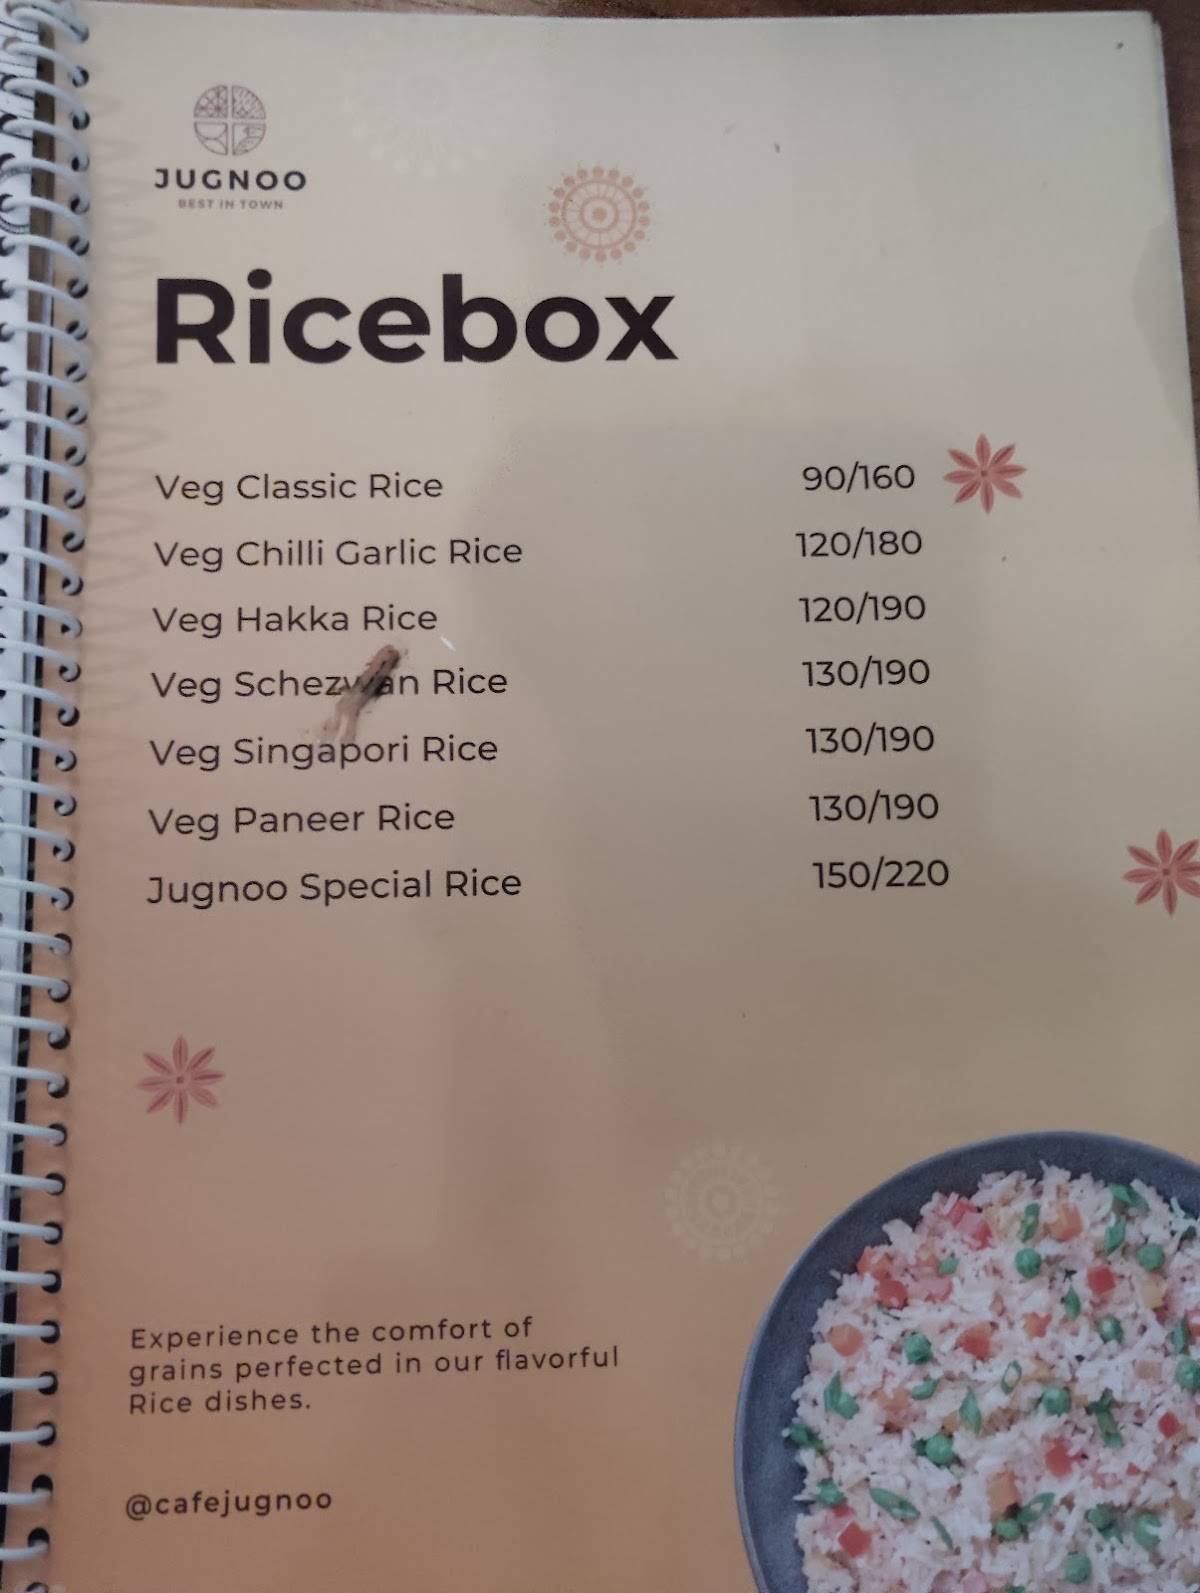 JUGNOO
BEST IN TOWN
Ricebox
Veg Classic Rice 90/160
Veg Chilli Garlic Rice 120/180
Veg Hakka Rice 120/190
Veg Schezwan Rice 130/190
Veg Singapori Rice 130/190
Veg Paneer Rice 130/190
Jugnoo Special Rice 150/220
Experience the comfort of
grains perfected in our flavorful
Rice dishes.
@cafejugnoo